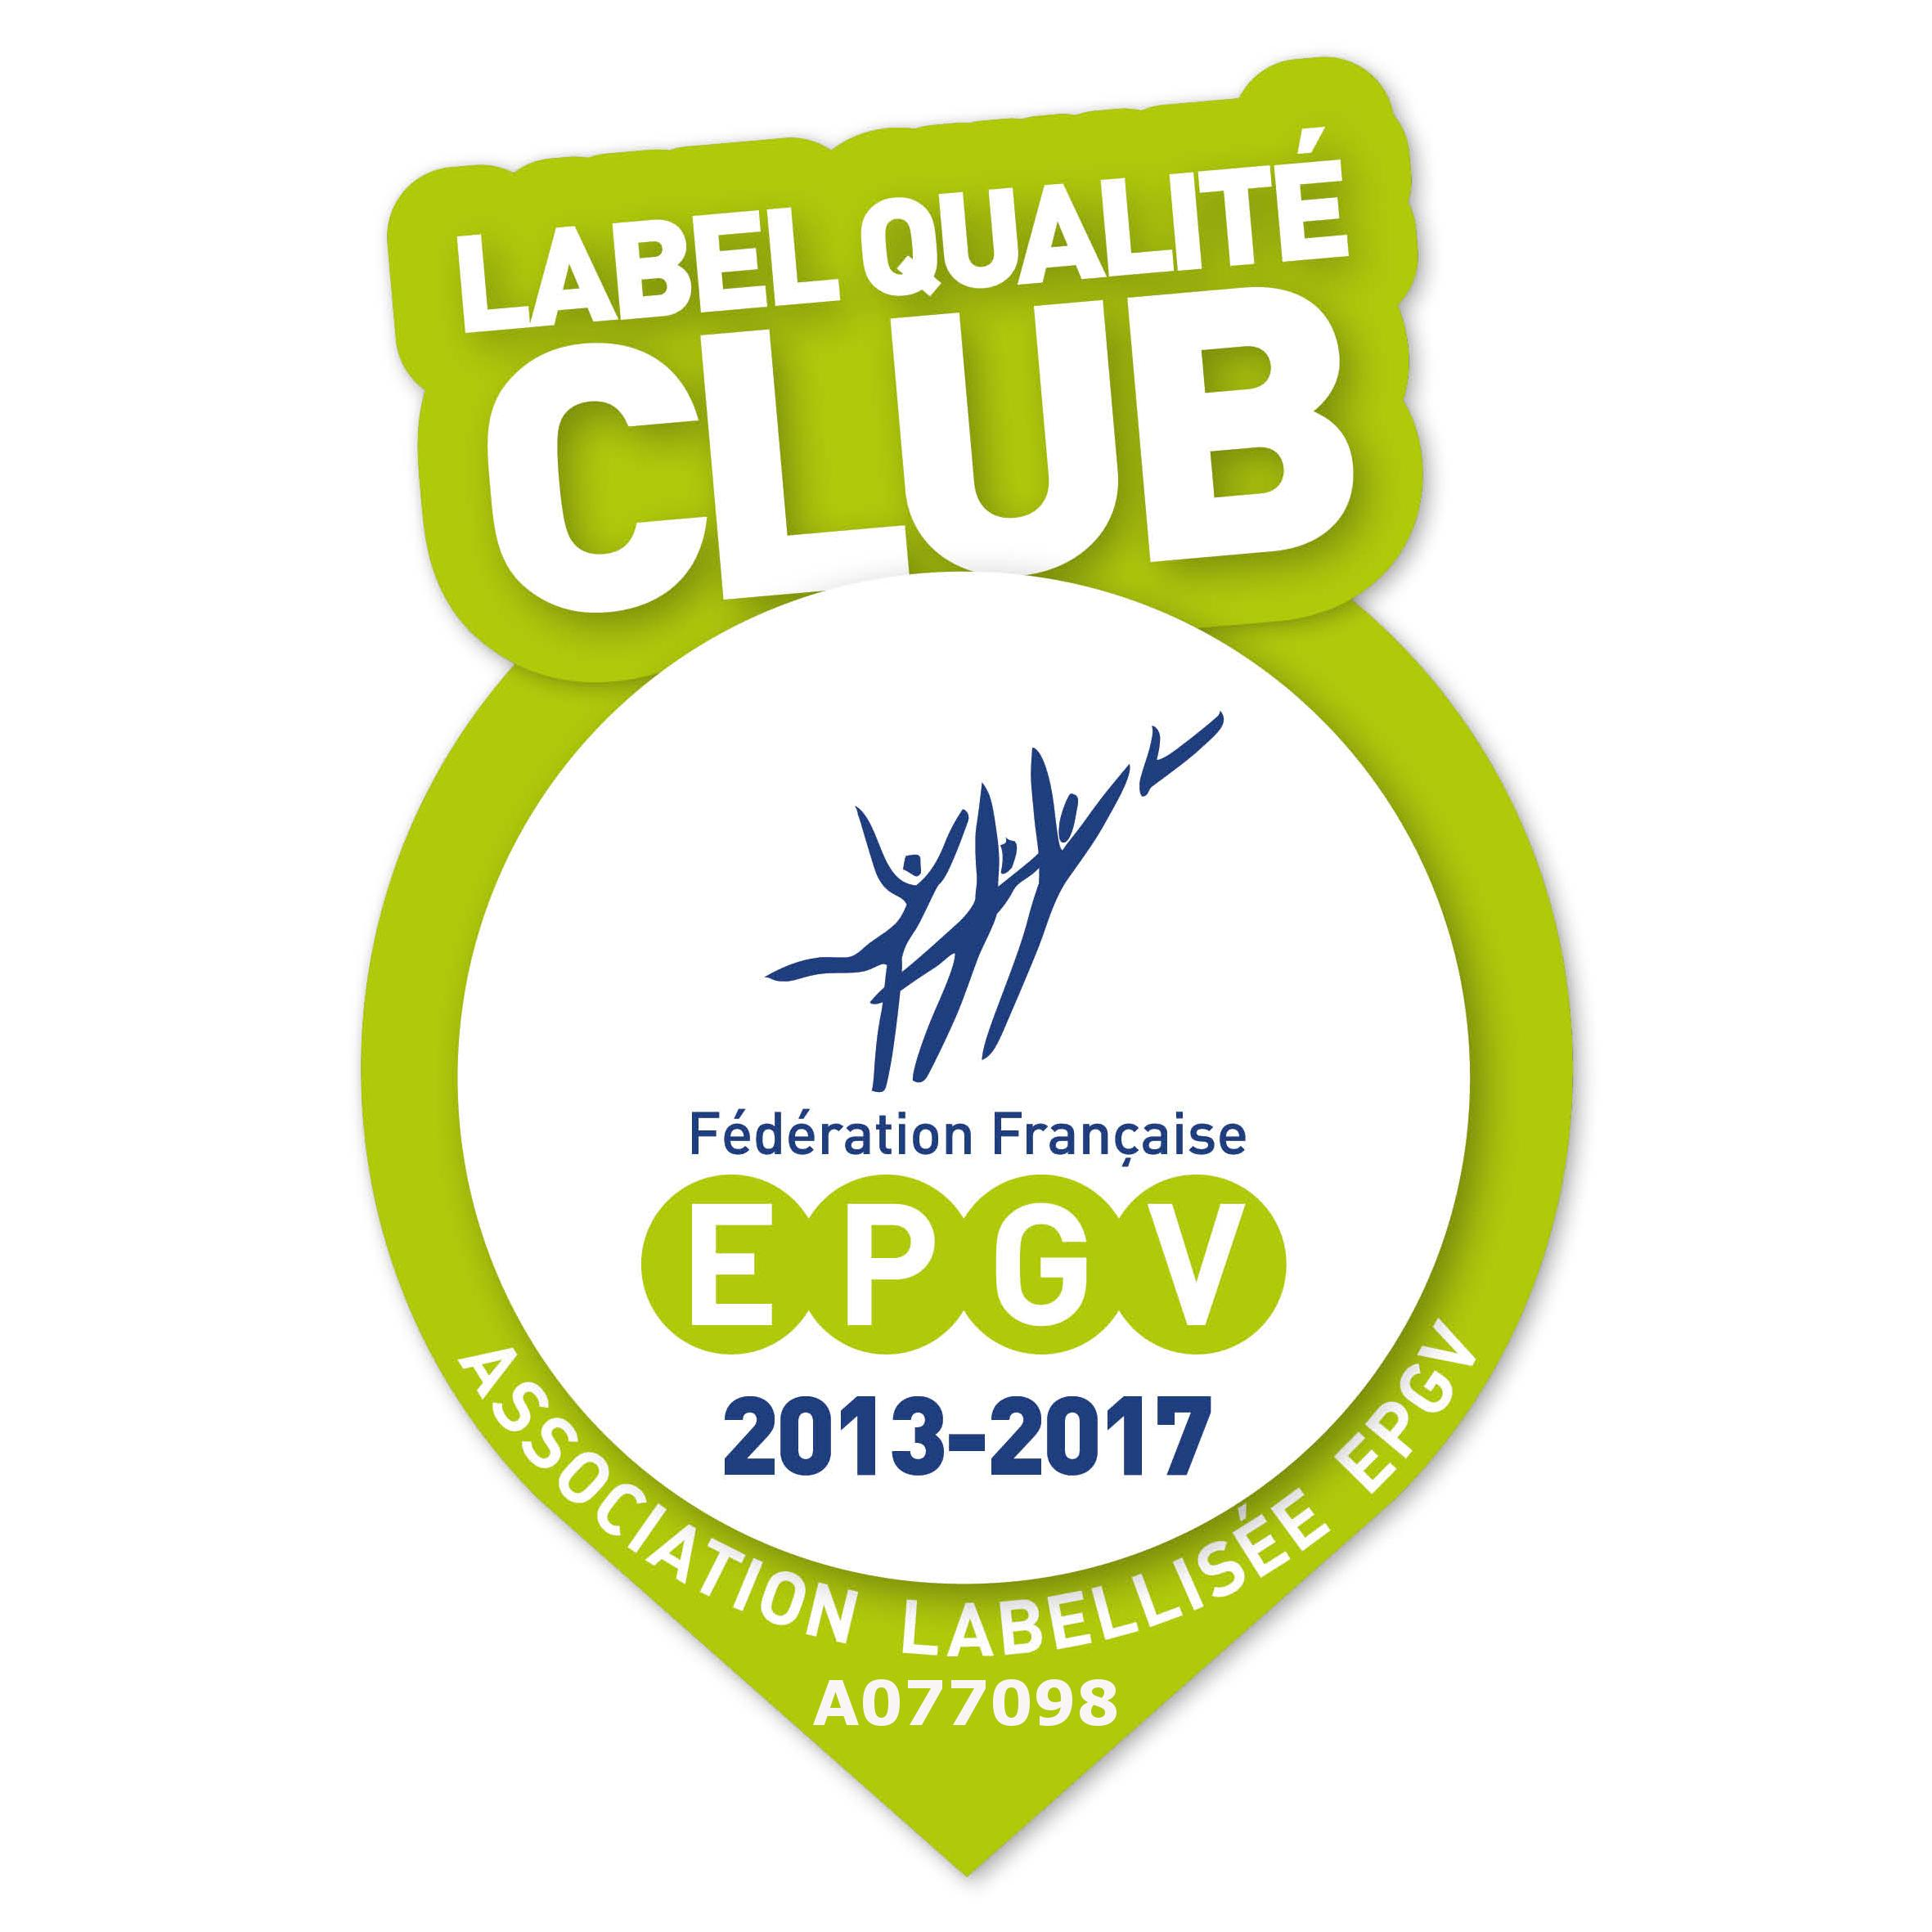 LABEL QUALITÉ
CLUB
Fédération Française
EPGV
2013-2017
ASSOCIATION LABELLISÉE EPGV
A077098